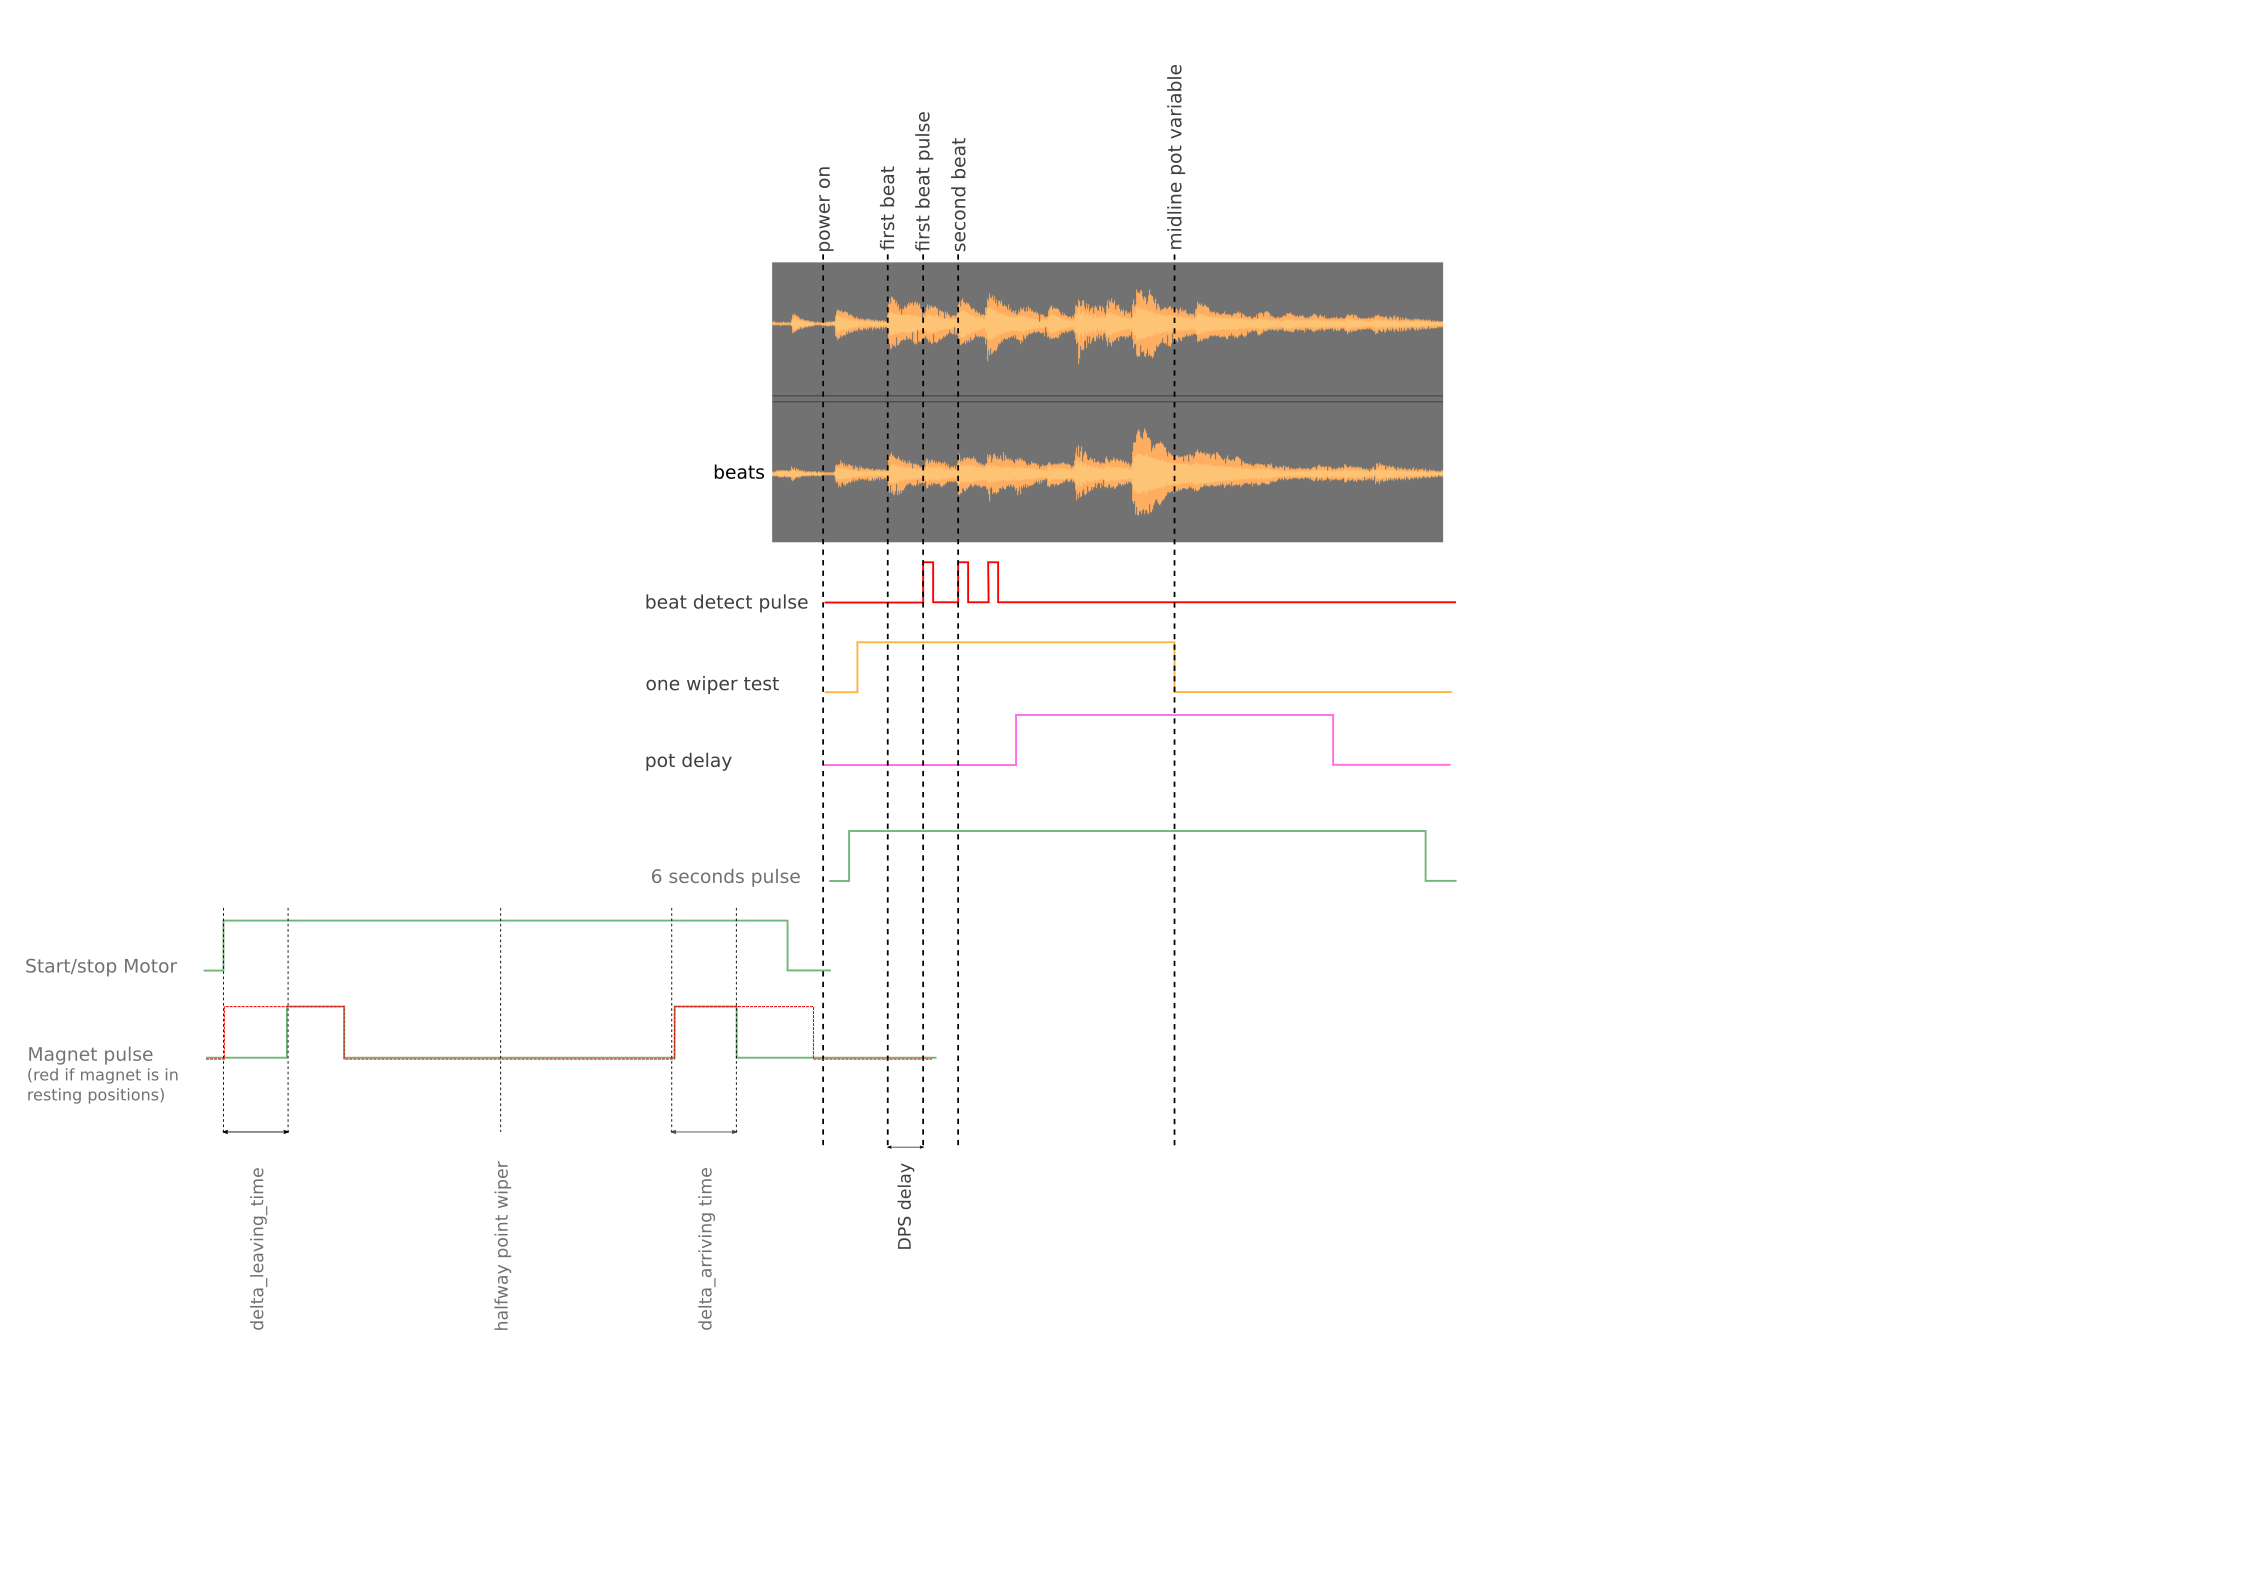 power on
first beat
first beat pulse
second beat
midline pot variable
beats
beat detect pulse
one wiper test
pot delay
6 seconds pulse
Start/stop Motor
Magnet pulse
(red if magnet is in
resting positions)
delta_leaving_time
halfway point wiper
delta_arriving time
DPS delay